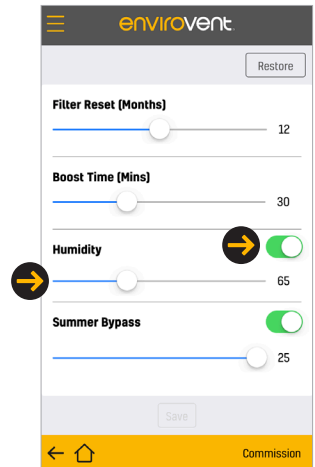 envirovent
Restore
Filter Reset (Months)
12
Boost Time (Mins)
30
Humidity
65
Summer Bypass
25
Save
Commission